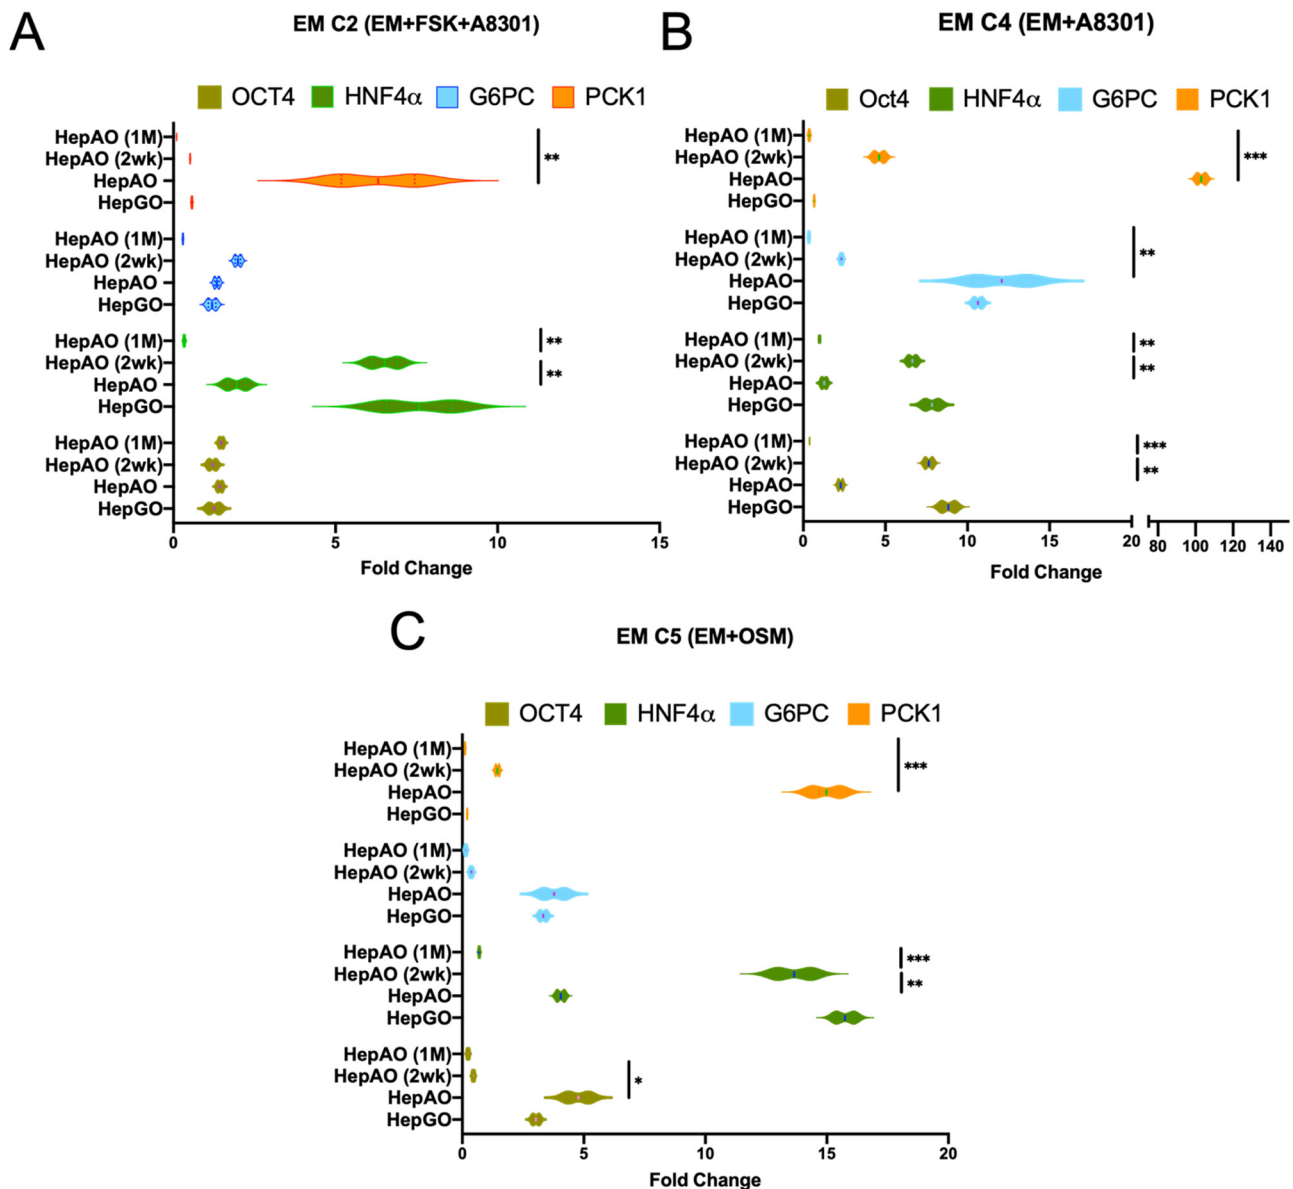 A
EM C2 (EM+FSK+A8301)
OCT4 HNF4α G6PC PCK1
HepAO (1M)
HepAO (2wk)
**
HepAO
HepGO
HepAO (1M)
HepAO (2wk)
HepAO
HepGO
HepAO (1M)
**
HepAO (2wk)
**
HepAO
HepGO
HepAO (1M)
HepAO (2wk)
HepAO
HepGO
0 5 10 15
Fold Change
B
EM C4 (EM+A8301)
Oct4 HNF4α G6PC PCK1
HepAO (1M)
HepAO (2wk)
***
HepAO
HepGO
HepAO (1M)
**
HepAO (2wk)
HepAO
HepGO
HepAO (1M)
**
HepAO (2wk)
**
HepAO
HepGO
HepAO (1M)
***
HepAO (2wk)
**
HepAO
HepGO
0 5 10 15 20 80 100 120 140
Fold Change
C
EM C5 (EM+OSM)
OCT4 HNF4α G6PC PCK1
HepAO (1M)
***
HepAO (2wk)
HepAO
HepGO
HepAO (1M)
HepAO (2wk)
HepAO
HepGO
HepAO (1M)
***
HepAO (2wk)
**
HepAO
HepGO
HepAO (1M)
HepAO (2wk)
*
HepAO
HepGO
0 5 10 15 20
Fold Change